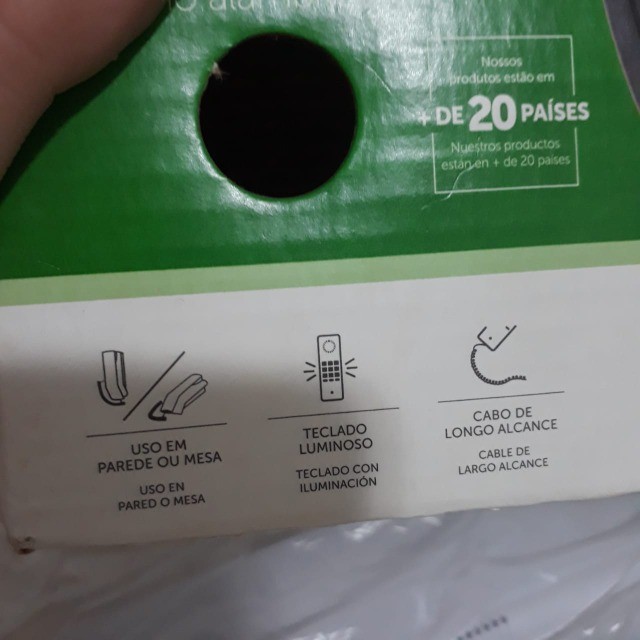 Nossos
produtos estão em
+ DE 20 PAÍSES
Nuestros productos
están en + de 20 países
USO EM
PAREDE OU MESA
USO EN
PARED O MESA
TECLADO
LUMINOSO
TECLADO CON
ILUMINACIÓN
CABO DE
LONGO ALCANCE
CABLE DE
LARGO ALCANCE